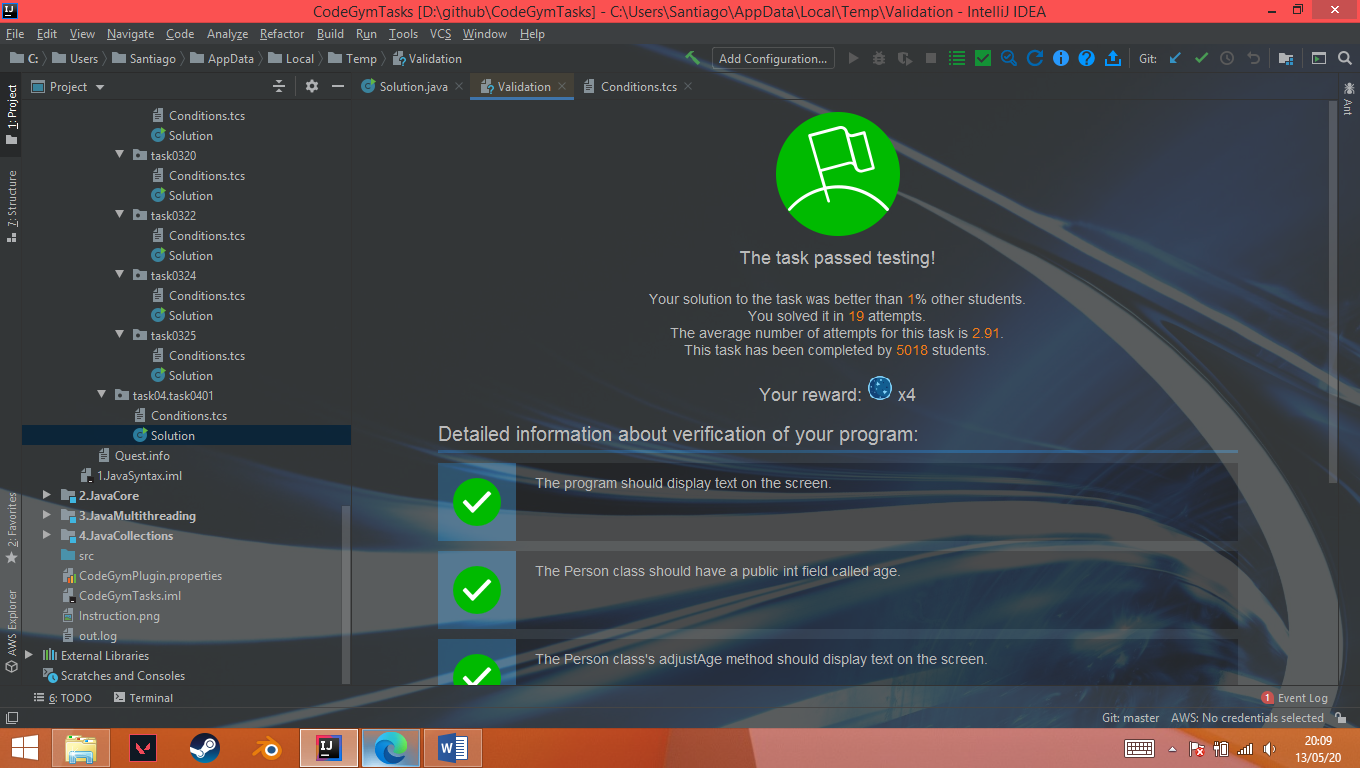 CodeGymTasks [D:\github\CodeGymTasks] - C:\Users\Santiago\AppData\Local\Temp\Validation - IntelliJ IDEA
File Edit View Navigate Code Analyze Refactor Build Run Tools VCS Window Help
C: Users Santiago AppData Local Temp Validation Add Configuration... Git:
Project Solution.java Validation Conditions.tcs
1: Project
7: Structure
2: Favorites
AWS Explorer
Ant
Conditions.tcs
Solution
task0320
Conditions.tcs
Solution
task0322
Conditions.tcs
Solution
task0324
Conditions.tcs
Solution
task0325
Conditions.tcs
Solution
task04.task0401
Conditions.tcs
Solution
Quest.info
1.JavaSyntax.iml
2.JavaCore
3.JavaMultithreading
4.JavaCollections
src
CodeGymPlugin.properties
CodeGymTasks.iml
Instruction.png
out.log
External Libraries
Scratches and Consoles
The task passed testing!
Your solution to the task was better than 1% other students.
You solved it in 19 attempts.
The average number of attempts for this task is 2.91.
This task has been completed by 5018 students.
Your reward: x4
Detailed information about verification of your program:
The program should display text on the screen.
The Person class should have a public int field called age.
The Person class's adjustAge method should display text on the screen.
6: TODO Terminal 1 Event Log
Git: master AWS: No credentials selected
20:09
13/05/20